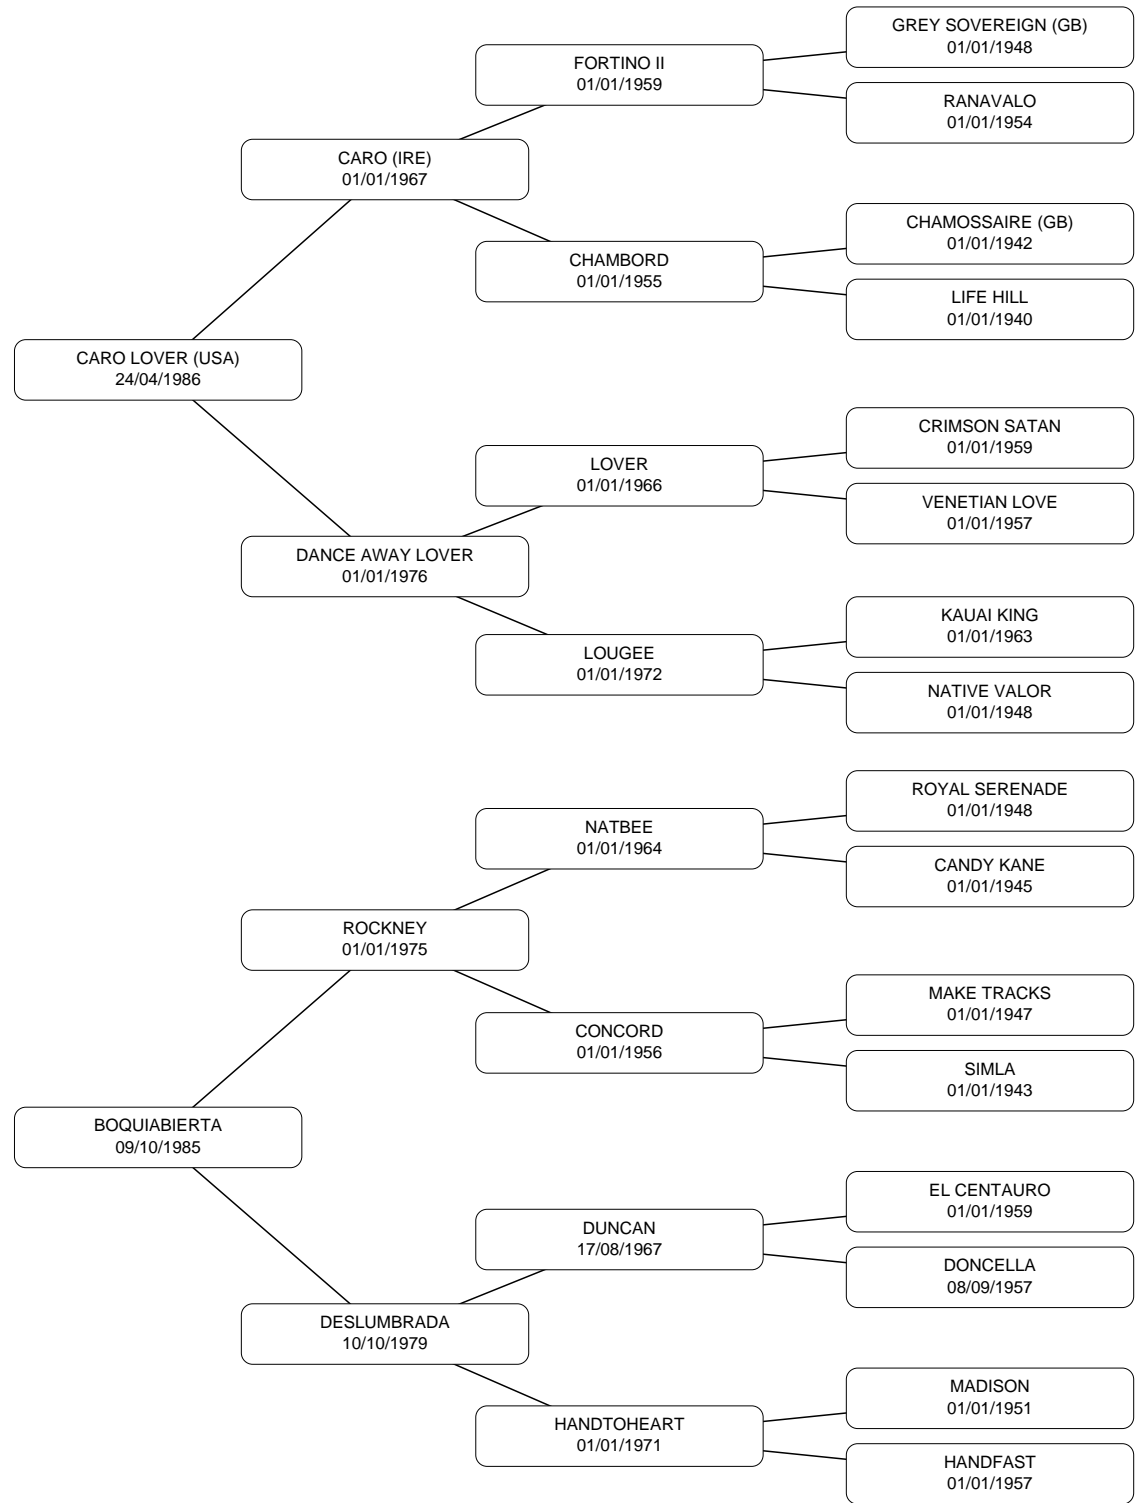 GREY SOVEREIGN (GB)
01/01/1948
FORTINO II
01/01/1959
RANAVALO
01/01/1954
CARO (IRE)
01/01/1967
CHAMOSSAIRE (GB)
01/01/1942
CHAMBORD
01/01/1955
LIFE HILL
01/01/1940
CARO LOVER (USA)
24/04/1986
CRIMSON SATAN
01/01/1959
LOVER
01/01/1966
VENETIAN LOVE
01/01/1957
DANCE AWAY LOVER
01/01/1976
KAUAI KING
01/01/1963
LOUGEE
01/01/1972
NATIVE VALOR
01/01/1948
ROYAL SERENADE
01/01/1948
NATBEE
01/01/1964
CANDY KANE
01/01/1945
ROCKNEY
01/01/1975
MAKE TRACKS
01/01/1947
CONCORD
01/01/1956
SIMLA
01/01/1943
BOQUIABIERTA
09/10/1985
EL CENTAURO
01/01/1959
DUNCAN
17/08/1967
DONCELLA
08/09/1957
DESLUMBRADA
10/10/1979
MADISON
01/01/1951
HANDTOHEART
01/01/1971
HANDFAST
01/01/1957